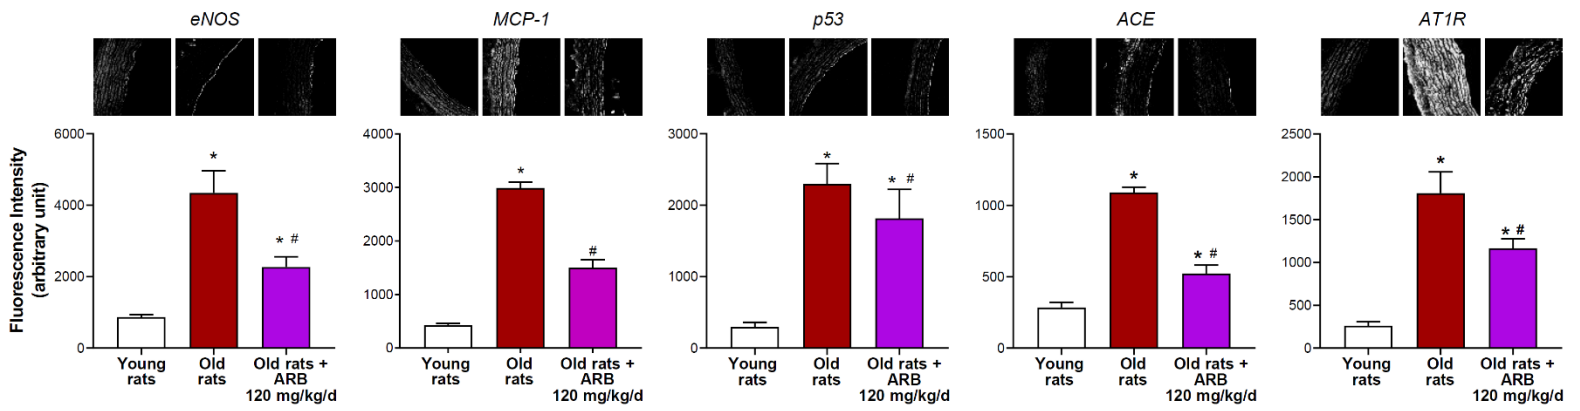 eNOS
MCP-1
p53
ACE
AT1R
Fluorescence Intensity
(arbitrary unit)
6000
4000
2000
0
*
* #
Young
rats
Old
rats
Old rats +
ARB
120 mg/kg/d
4000
3000
2000
1000
0
*
#
Young
rats
Old
rats
Old rats +
ARB
120 mg/kg/d
3000
2000
1000
0
*
* #
Young
rats
Old
rats
Old rats +
ARB
120 mg/kg/d
1500
1000
500
0
*
* #
Young
rats
Old
rats
Old rats +
ARB
120 mg/kg/d
2500
2000
1500
1000
500
0
*
* #
Young
rats
Old
rats
Old rats +
ARB
120 mg/kg/d